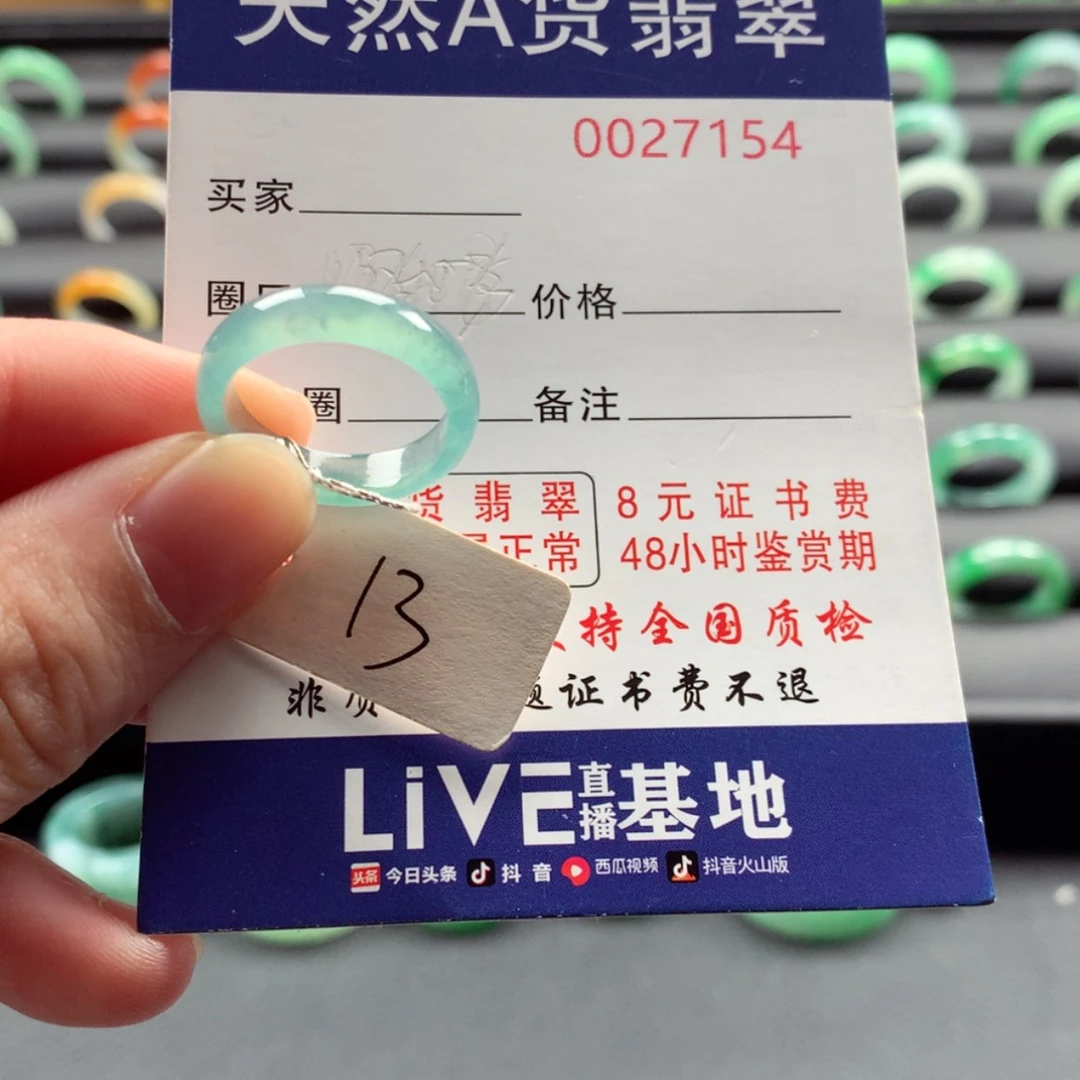 天然A货翡翠
0027154
买家
圈 价格
圈 备注
货翡翠 8元证书费
正常 48小时鉴赏期
持全国质检
13
非质 证书费不退
LiVE直播基地
头条 今日头条 抖音 西瓜视频 抖音火山版